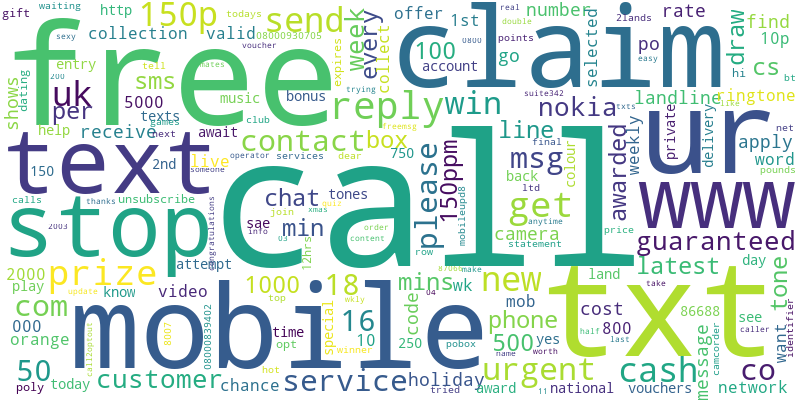 gift
waiting
http
150p
send
todays
08000930705
week
every
offer
1st
number
real
double
2lands
rate
find
10p
sexy
collection
valid
voucher
expires
collect
100
0800
points
go
selected
po
easy
draw
hi
cs
bt
free
claim
shows
dating
entry
200
tell
mates
sms
account
uk
per
5000
texts
music
bonus
trying
reply
win
suite342
txts
nokia
landline
like
ringtone
help
receive
games
next
club
freemsg
contact
box
line
final
private
net
delivery
apply
text
await
150
2nd
live
someone
operator
services
dear
750
please
150ppm
msg
back
colour
awarded
weekly
ur
word
pounds
calls
thanks
unsubscribe
chat
tones
quiz
ltd
get
www
2003
stop
congratulations
sae
info
join
xmas
min
u3
order
content
12hrs
mobileupd8
camera
anytime
statement
price
guaranteed
call
row
2000
prize
attempt
87066
make
new
land
latest
day
tone
play
know
video
1000
18
mins
wk
take
com
update
top
wkly
04
mob
txt
cost
86688
see
caller
000
orange
8007
08000839402
time
special
16
code
phone
800
message
want
identifier
mobile
opt
winner
10
250
pobox
500
yes
half
last
camcorder
50
call2optout
hot
name
worth
urgent
cash
co
poly
today
customer
chance
service
holiday
tried
award
11
national
vouchers
network